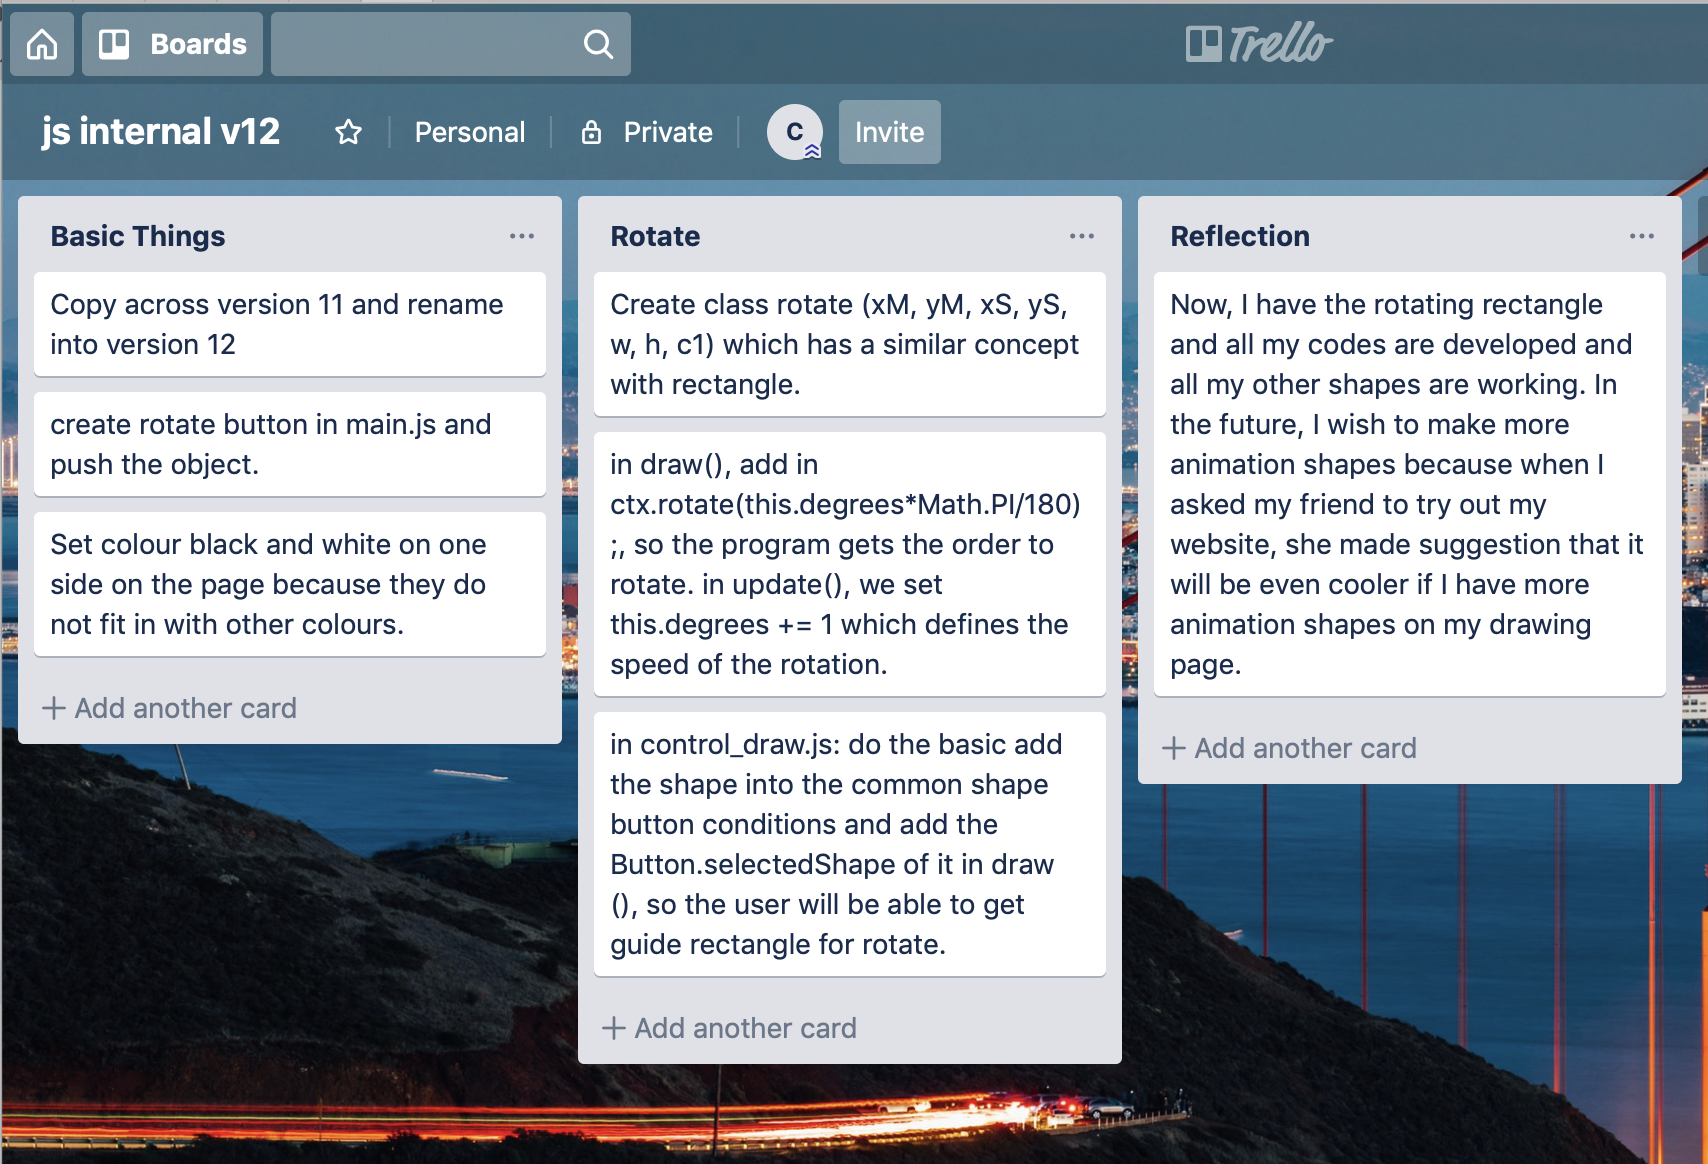 Boards
Trello
js internal v12
Personal
Private
C
Invite
Basic Things
Copy across version 11 and rename
into version 12
create rotate button in main.js and
push the object.
Set colour black and white on one
side on the page because they do
not fit in with other colours.
+ Add another card
Rotate
Create class rotate (xM, yM, xS, yS,
w, h, c1) which has a similar concept
with rectangle.
in draw(), add in
ctx.rotate(this.degrees*Math.PI/180)
;, so the program gets the order to
rotate. in update(), we set
this.degrees += 1 which defines the
speed of the rotation.
in control_draw.js: do the basic add
the shape into the common shape
button conditions and add the
Button.selectedShape of it in draw
(), so the user will be able to get
guide rectangle for rotate.
+ Add another card
Reflection
Now, I have the rotating rectangle
and all my codes are developed and
all my other shapes are working. In
the future, I wish to make more
animation shapes because when I
asked my friend to try out my
website, she made suggestion that it
will be even cooler if I have more
animation shapes on my drawing
page.
+ Add another card